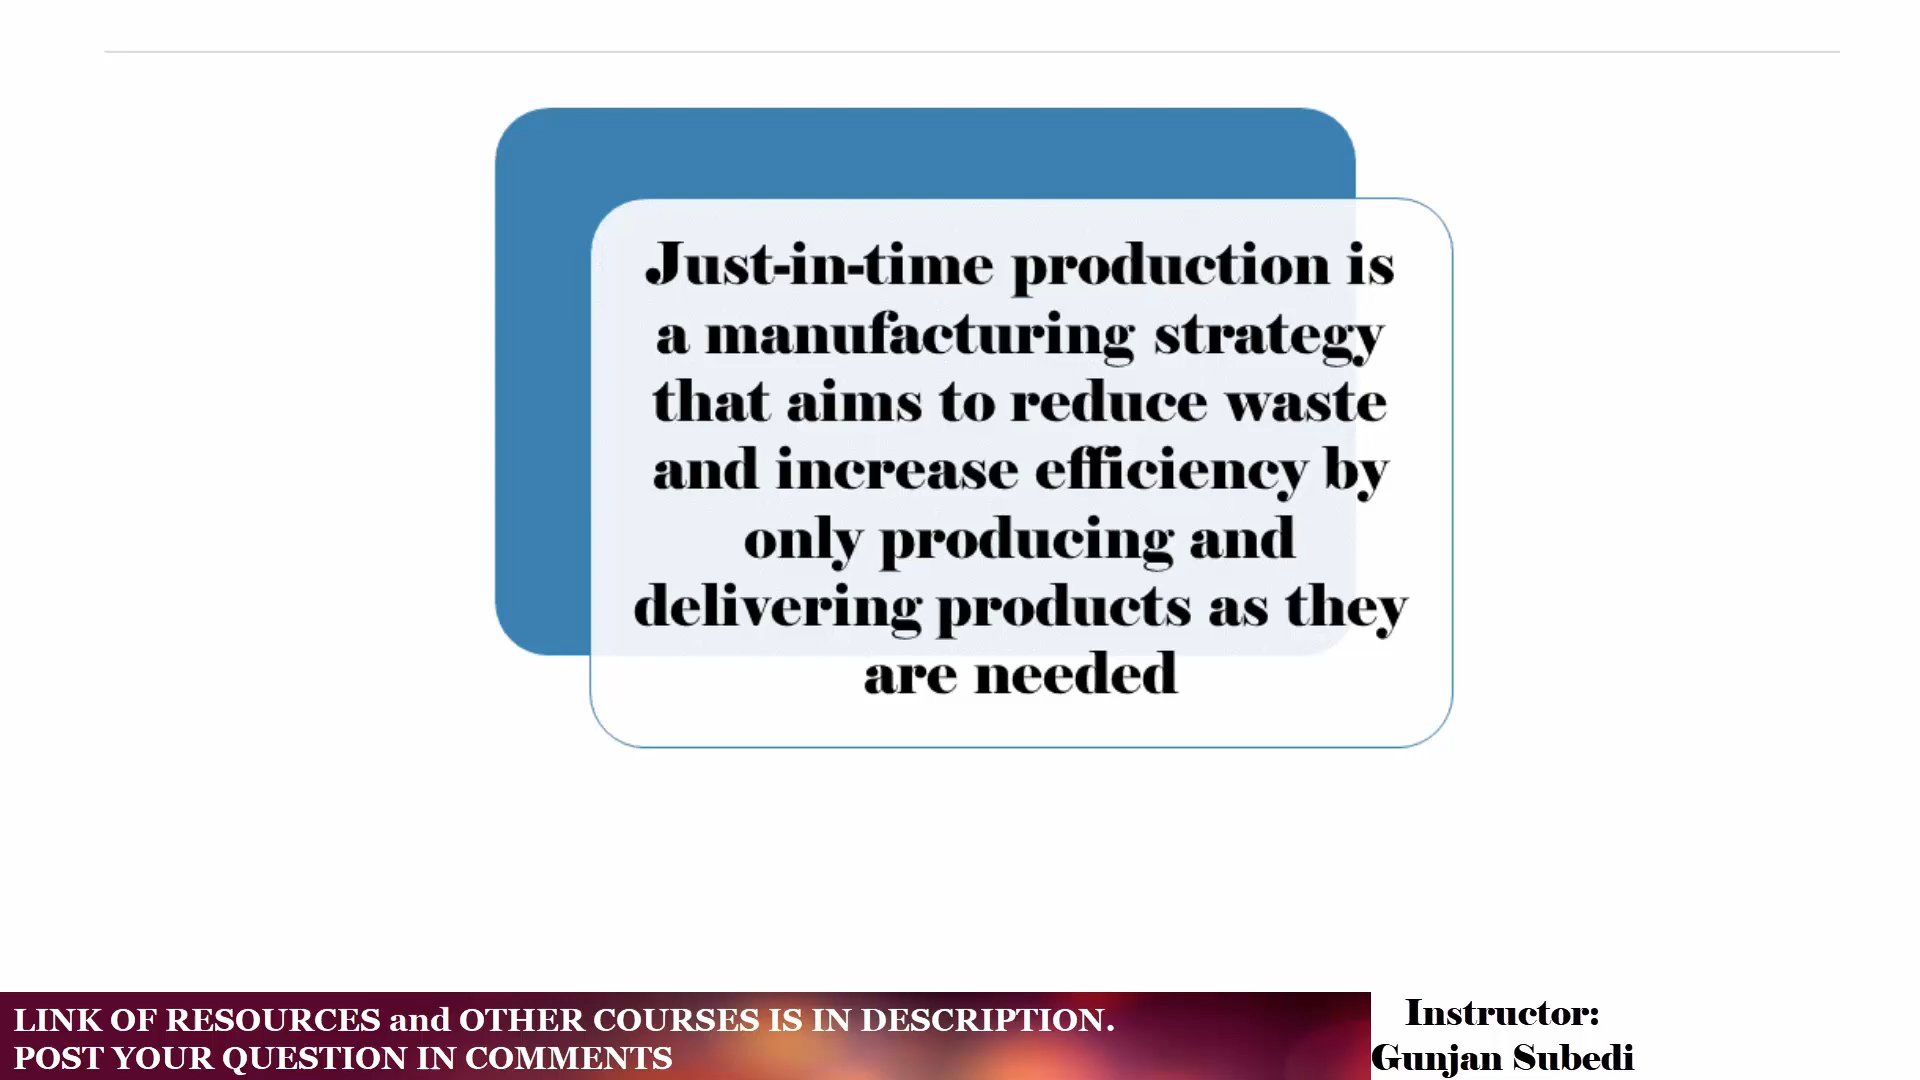 Just-in-time production is
a manufacturing strategy
that aims to reduce waste
and increase efficiency by
only producing and
delivering products as they
are needed
LINK OF RESOURCES and OTHER COURSES IS IN DESCRIPTION.
POST YOUR QUESTION IN COMMENTS
Instructor:
Gunjan Subedi